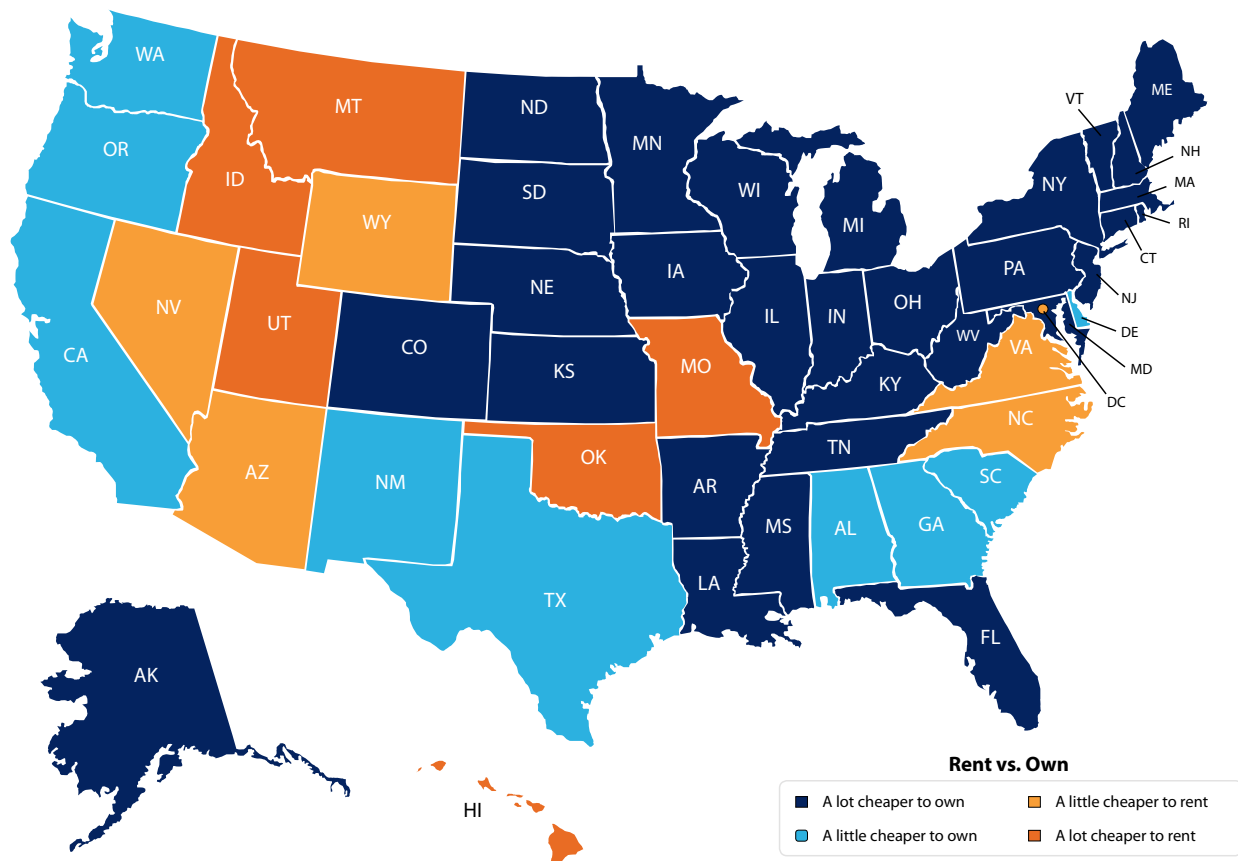 WA
OR
CA
NV
ID
MT
WY
UT
AZ
NM
CO
ND
SD
NE
KS
OK
TX
MN
IA
MO
AR
LA
WI
IL
MI
IN
OH
KY
TN
MS
AL
GA
FL
SC
NC
VA
WV
PA
NY
VT
ME
NH
MA
RI
CT
NJ
DE
MD
DC
AK
HI
Rent vs. Own
A lot cheaper to own
A little cheaper to rent
A little cheaper to own
A lot cheaper to rent